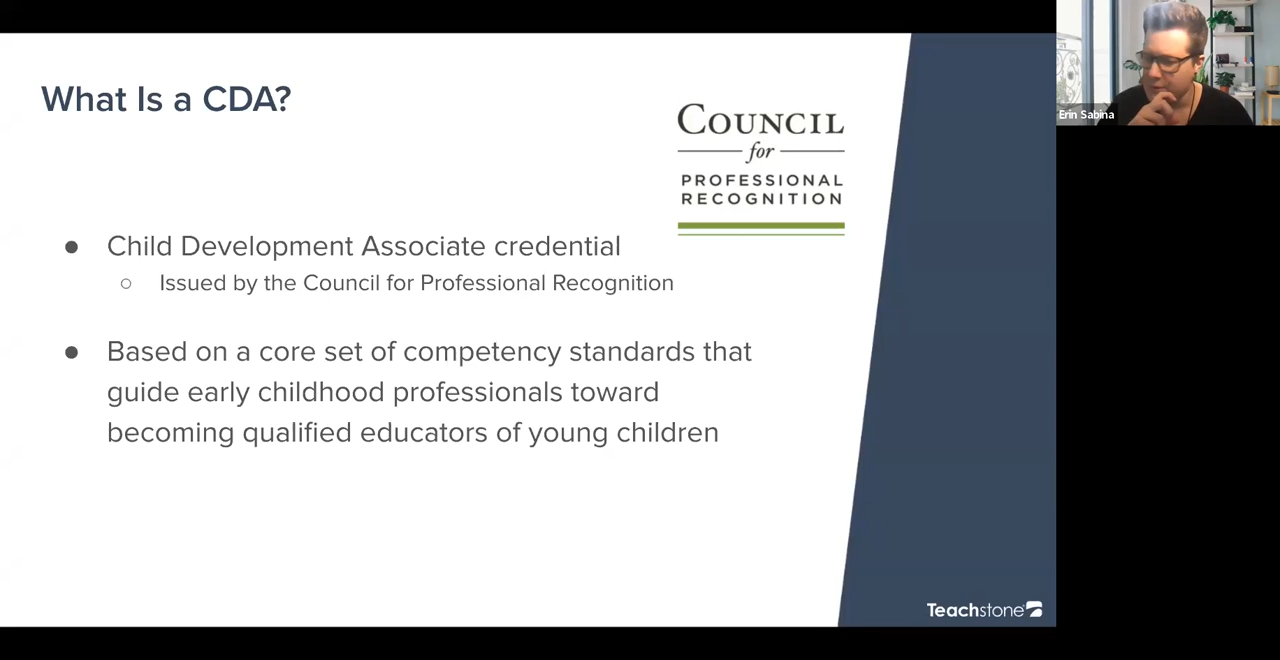 What Is a CDA?
COUNCIL
for
PROFESSIONAL
RECOGNITION
● Child Development Associate credential
○ Issued by the Council for Professional Recognition
● Based on a core set of competency standards that
guide early childhood professionals toward
becoming qualified educators of young children
Teachstone
Erin Sabina